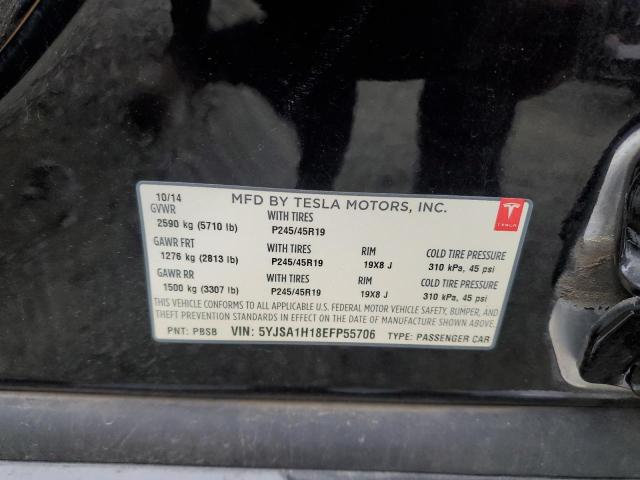 10/14 MFD BY TESLA MOTORS, INC.
GVWR WITH TIRES
2590 kg (5710 lb) P245/45R19
GAWR FRT WITH TIRES RIM COLD TIRE PRESSURE
1276 kg (2813 lb) P245/45R19 19X8 J 310 kPa, 45 psi
GAWR RR WITH TIRES RIM COLD TIRE PRESSURE
1500 kg (3307 lb) P245/45R19 19X8 J 310 kPa, 45 psi
THIS VEHICLE CONFORMS TO ALL APPLICABLE U.S. FEDERAL MOTOR VEHICLE SAFETY, BUMPER, AND
THEFT PREVENTION STANDARDS IN EFFECT ON THE DATE OF MANUFACTURE SHOWN ABOVE.
PNT: PBSB VIN: 5YJSA1H18EFP55706 TYPE: PASSENGER CAR
TESLA